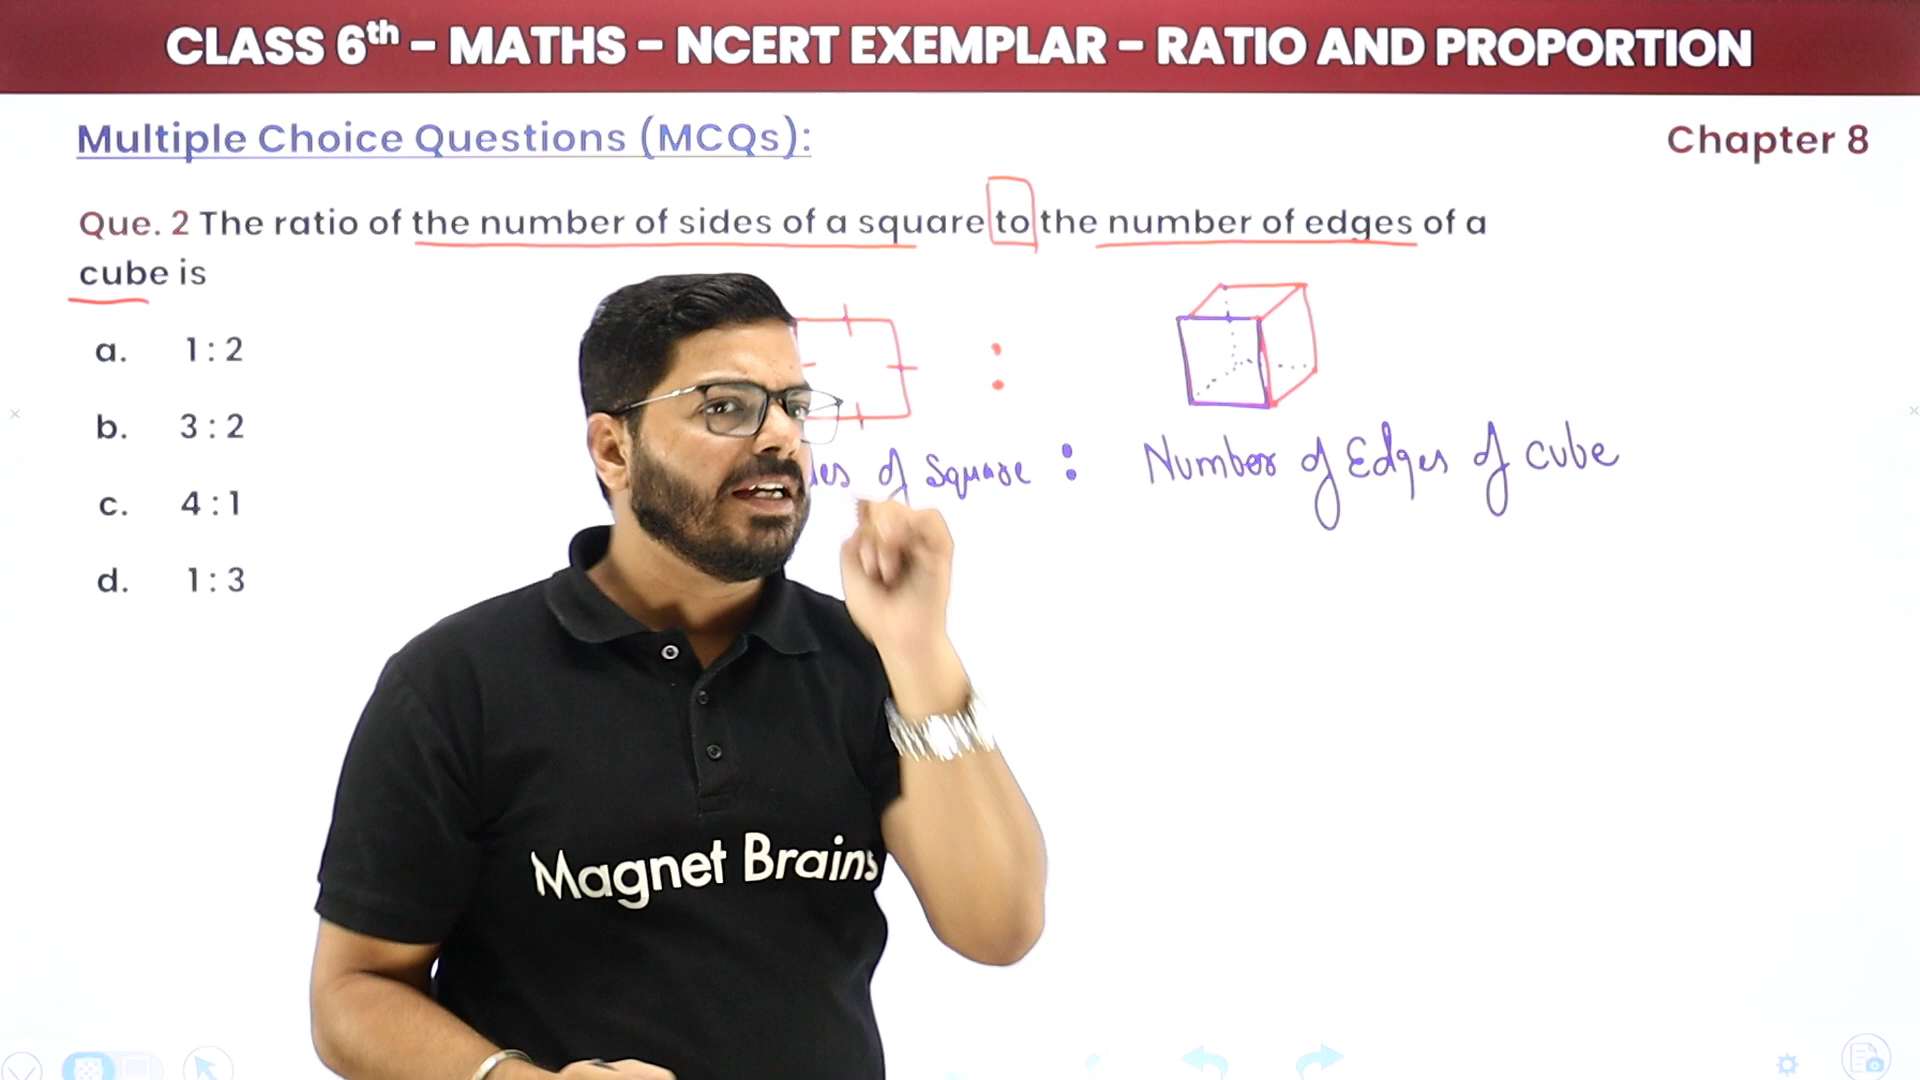 CLASS 6th – MATHS – NCERT EXEMPLAR – RATIO AND PROPORTION
Multiple Choice Questions (MCQs):
Chapter 8
Que. 2 The ratio of the number of sides of a square to the number of edges of a
cube is
a. 1 : 2
b. 3 : 2
c. 4 : 1
d. 1 : 3
:
of Square : Number of Edges of cube
Magnet Brains